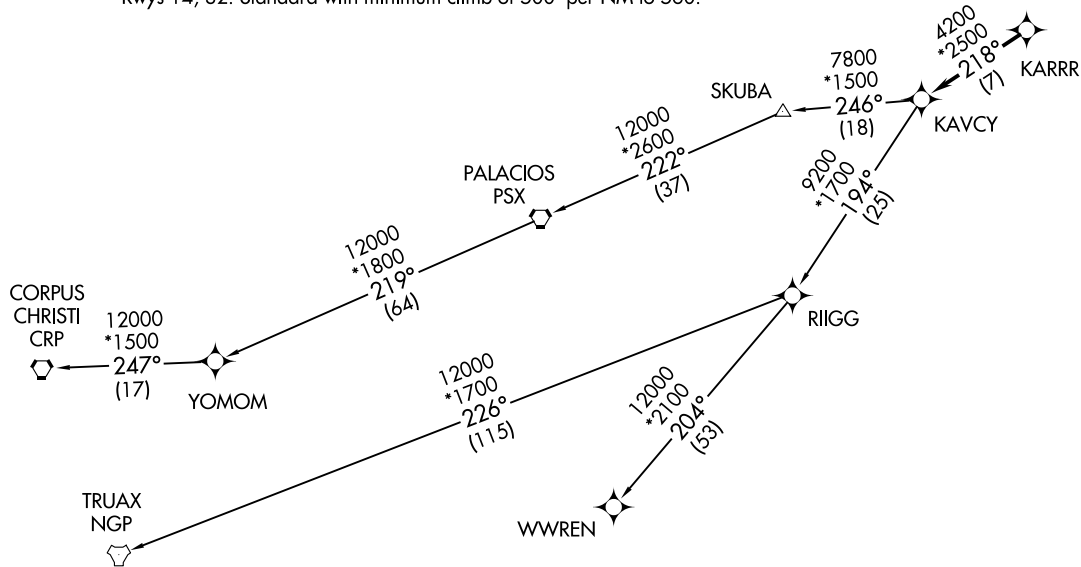 Rwys 14, 32: Standard with minimum climb of 500' per NM to 580.
4200
*2500
218°
(7)
KARRR
7800
*1500
246°
(18)
KAVCY
SKUBA
12000
*2600
222°
(37)
9200
*1700
194°
(25)
PALACIOS
PSX
12000
*1800
219°
(64)
RIIGG
CORPUS
CHRISTI
CRP
12000
*1500
247°
(17)
YOMOM
12000
*1700
226°
(115)
12000
*2100
204°
(53)
TRUAX
NGP
WWREN